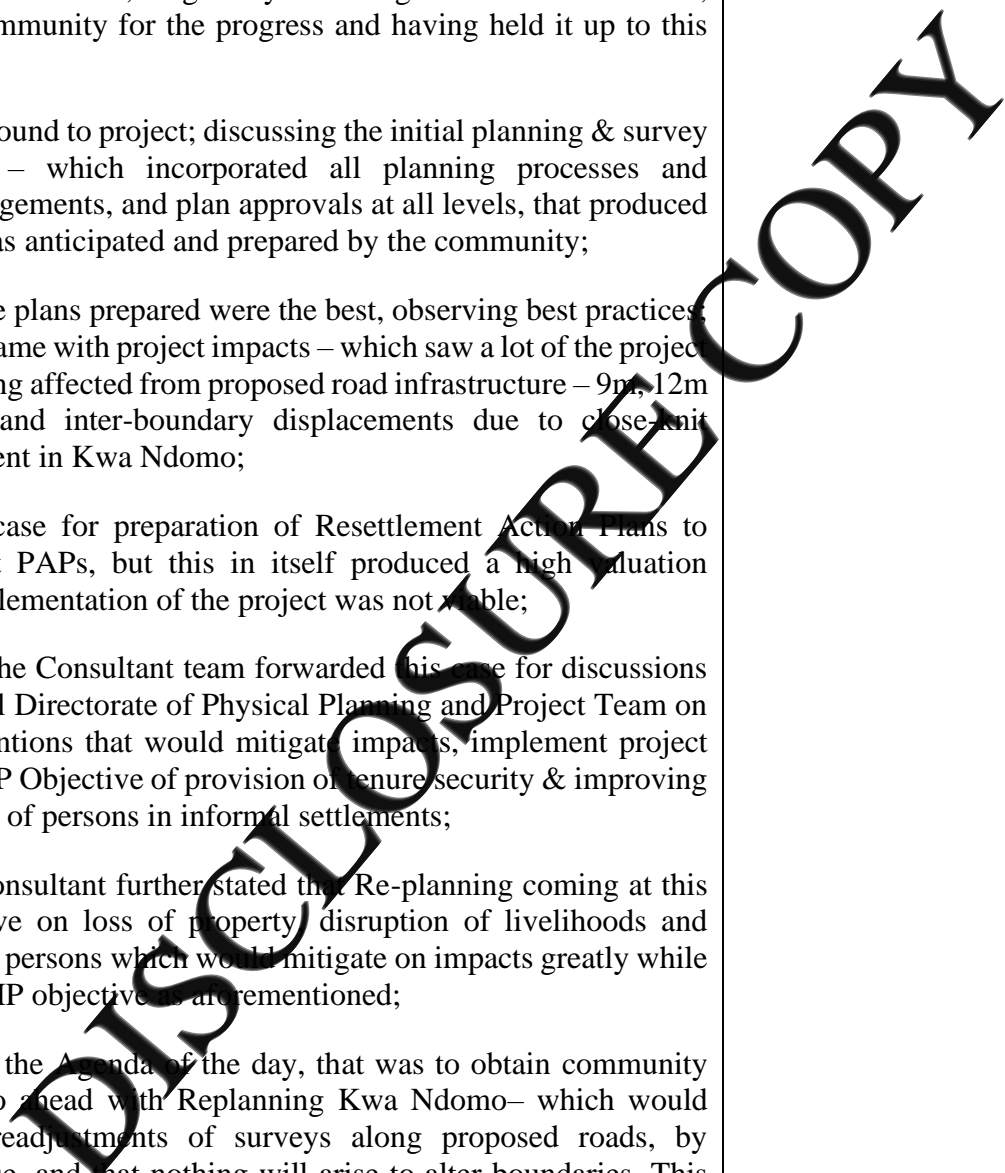 mmunity for the progress and having held it up to this
ound to project; discussing the initial planning & survey
– which incorporated all planning processes and
gements, and plan approvals at all levels, that produced
as anticipated and prepared by the community;
e plans prepared were the best, observing best practices;
ame with project impacts – which saw a lot of the project
ng affected from proposed road infrastructure – 9m, 12m
and inter-boundary displacements due to close-knit
ent in Kwa Ndomo;
case for preparation of Resettlement Action Plans to
PAPs, but this in itself produced a high valuation
plementation of the project was not viable;
he Consultant team forwarded this case for discussions
l Directorate of Physical Planning and Project Team on
ntions that would mitigate impacts, implement project
P Objective of provision of tenure security & improving
of persons in informal settlements;
onsultant further stated that Re-planning coming at this
ve on loss of property, disruption of livelihoods and
persons which would mitigate on impacts greatly while
IP objective as aforementioned;
the Agenda of the day, that was to obtain community
o ahead with Replanning Kwa Ndomo– which would
readjustments of surveys along proposed roads, by
and that nothing will arise to alter boundaries. This
DISCLOSURE COPY